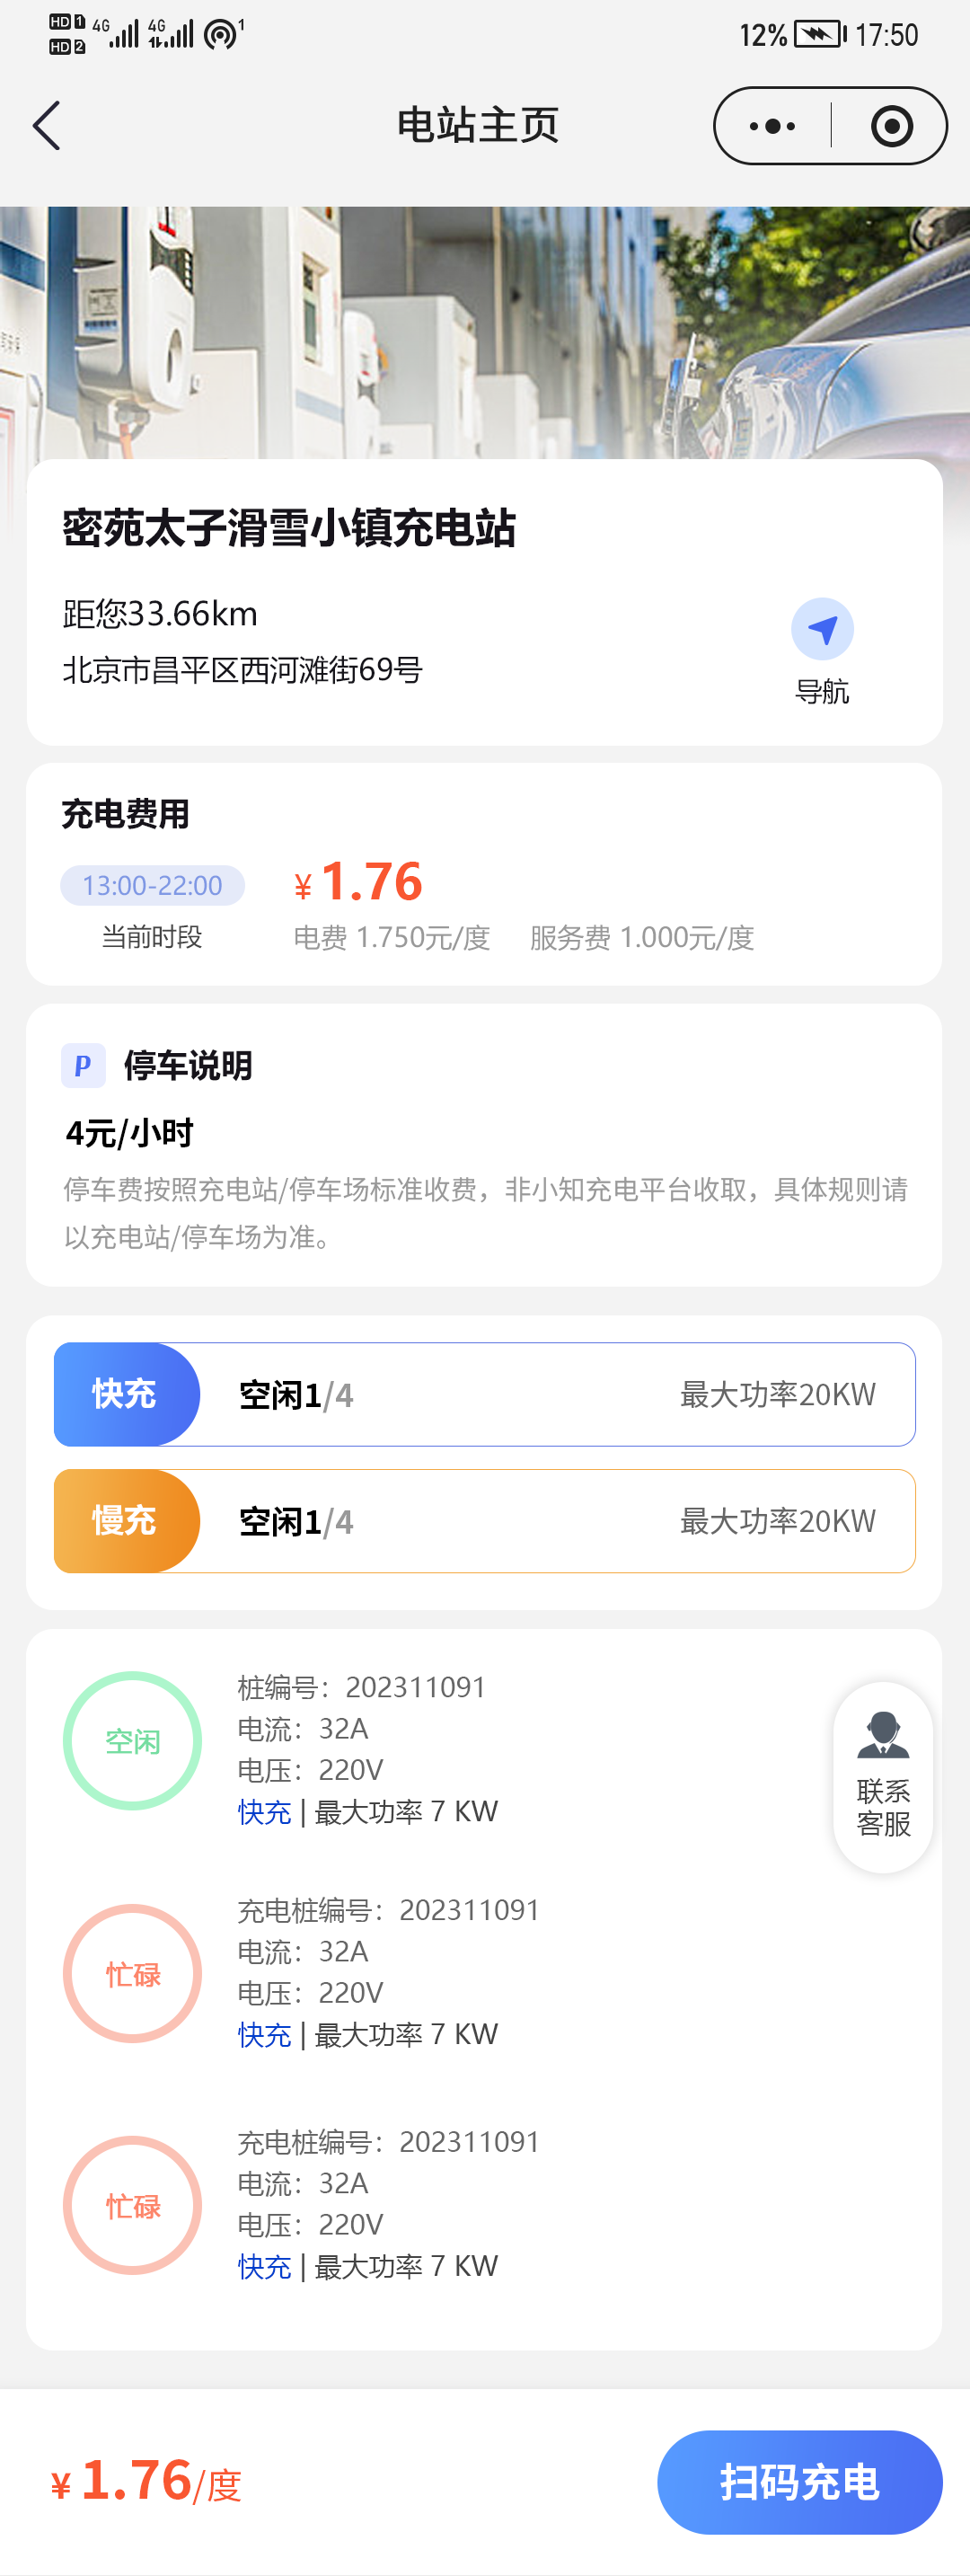 HD 1 4G 4G 1
HD 2
12% 17:50
电站主页
密苑太子滑雪小镇充电站
距您33.66km
北京市昌平区西河滩街69号
导航
充电费用
13:00-22:00
¥ 1.76
当前时段
电费 1.750元/度 服务费 1.000元/度
P 停车说明
4元/小时
停车费按照充电站/停车场标准收费，非小知充电平台收取，具体规则请
以充电站/停车场为准。
快充 空闲1/4 最大功率20KW
慢充 空闲1/4 最大功率20KW
空闲
桩编号：202311091
电流：32A
电压：220V
快充 | 最大功率 7 KW
联系
客服
忙碌
充电桩编号：202311091
电流：32A
电压：220V
快充 | 最大功率 7 KW
忙碌
充电桩编号：202311091
电流：32A
电压：220V
快充 | 最大功率 7 KW
¥ 1.76/度
扫码充电